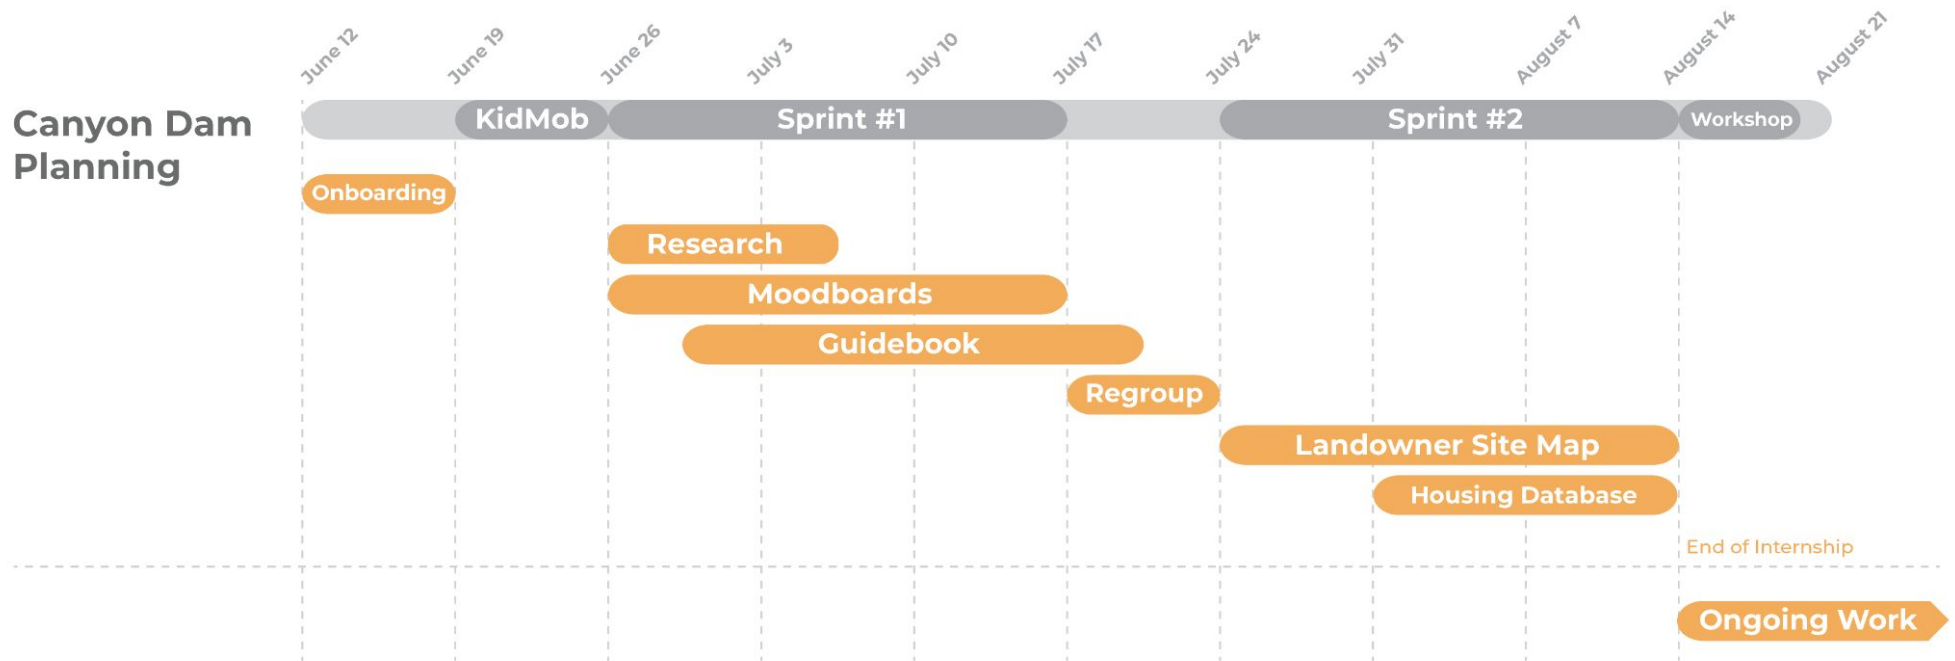 June 12
June 19
June 26
July 3
July 10
July 17
July 24
July 31
August 7
August 14
August 21
Canyon Dam
Planning
KidMob
Sprint #1
Sprint #2
Workshop
Onboarding
Research
Moodboards
Guidebook
Regroup
Landowner Site Map
Housing Database
End of Internship
Ongoing Work